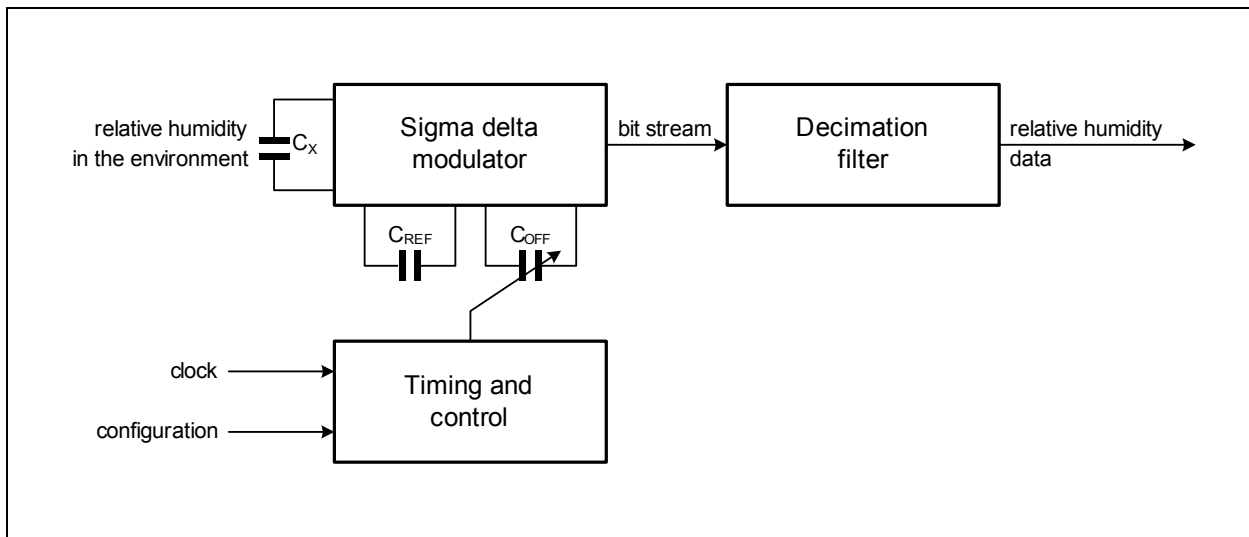 relative humidity
in the environment
C_X
Sigma delta
modulator
bit stream
Decimation
filter
relative humidity
data
C_REF
C_OFF
clock
configuration
Timing and
control